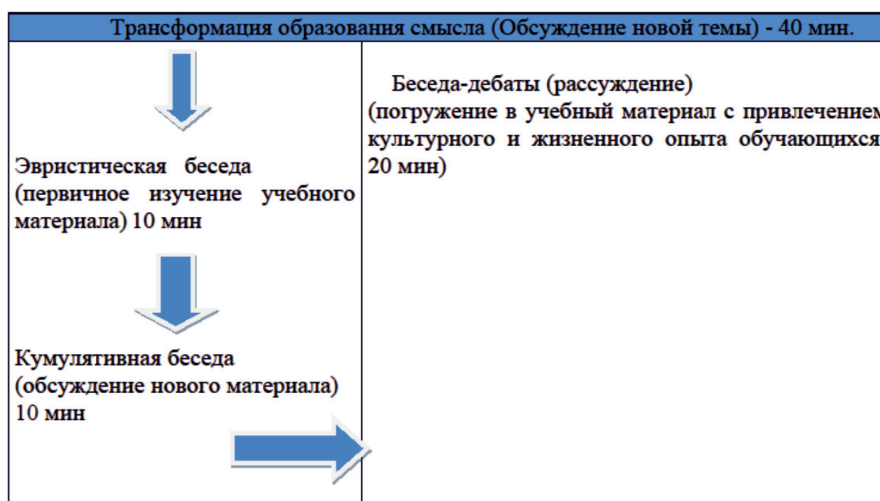 Трансформация образования смысла (Обсуждение новой темы) - 40 мин.
Эвристическая беседа
(первичное изучение учебного
материала) 10 мин
Кумулятивная беседа
(обсуждение нового материала)
10 мин
Беседа-дебаты (рассуждение)
(погружение в учебный материал с привлечением
культурного и жизненного опыта обучающихся
20 мин)